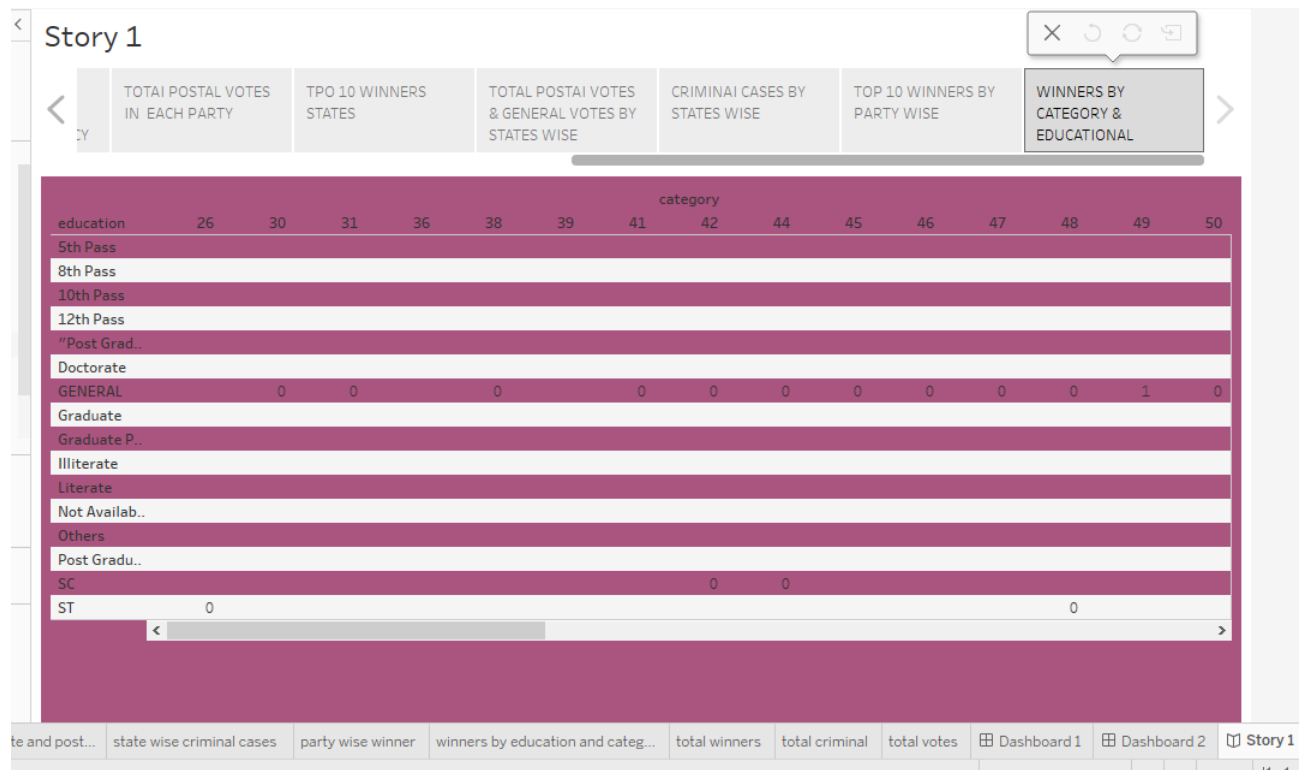 Story 1
TOTAI POSTAL VOTES
IN EACH PARTY
TPO 10 WINNERS
STATES
TOTAL POSTAI VOTES
& GENERAL VOTES BY
STATES WISE
CRIMINAI CASES BY
STATES WISE
TOP 10 WINNERS BY
PARTY WISE
WINNERS BY
CATEGORY &
EDUCATIONAL
CY
category
education 26 30 31 36 38 39 41 42 44 45 46 47 48 49 50
5th Pass
8th Pass
10th Pass
12th Pass
"Post Grad..
Doctorate
GENERAL 0 0 0 0 0 0 0 0 0 0 1 0
Graduate
Graduate P..
Illiterate
Literate
Not Availab..
Others
Post Gradu..
SC 0 0
ST 0 0
te and post... state wise criminal cases party wise winner winners by education and categ... total winners total criminal total votes Dashboard 1 Dashboard 2 Story 1